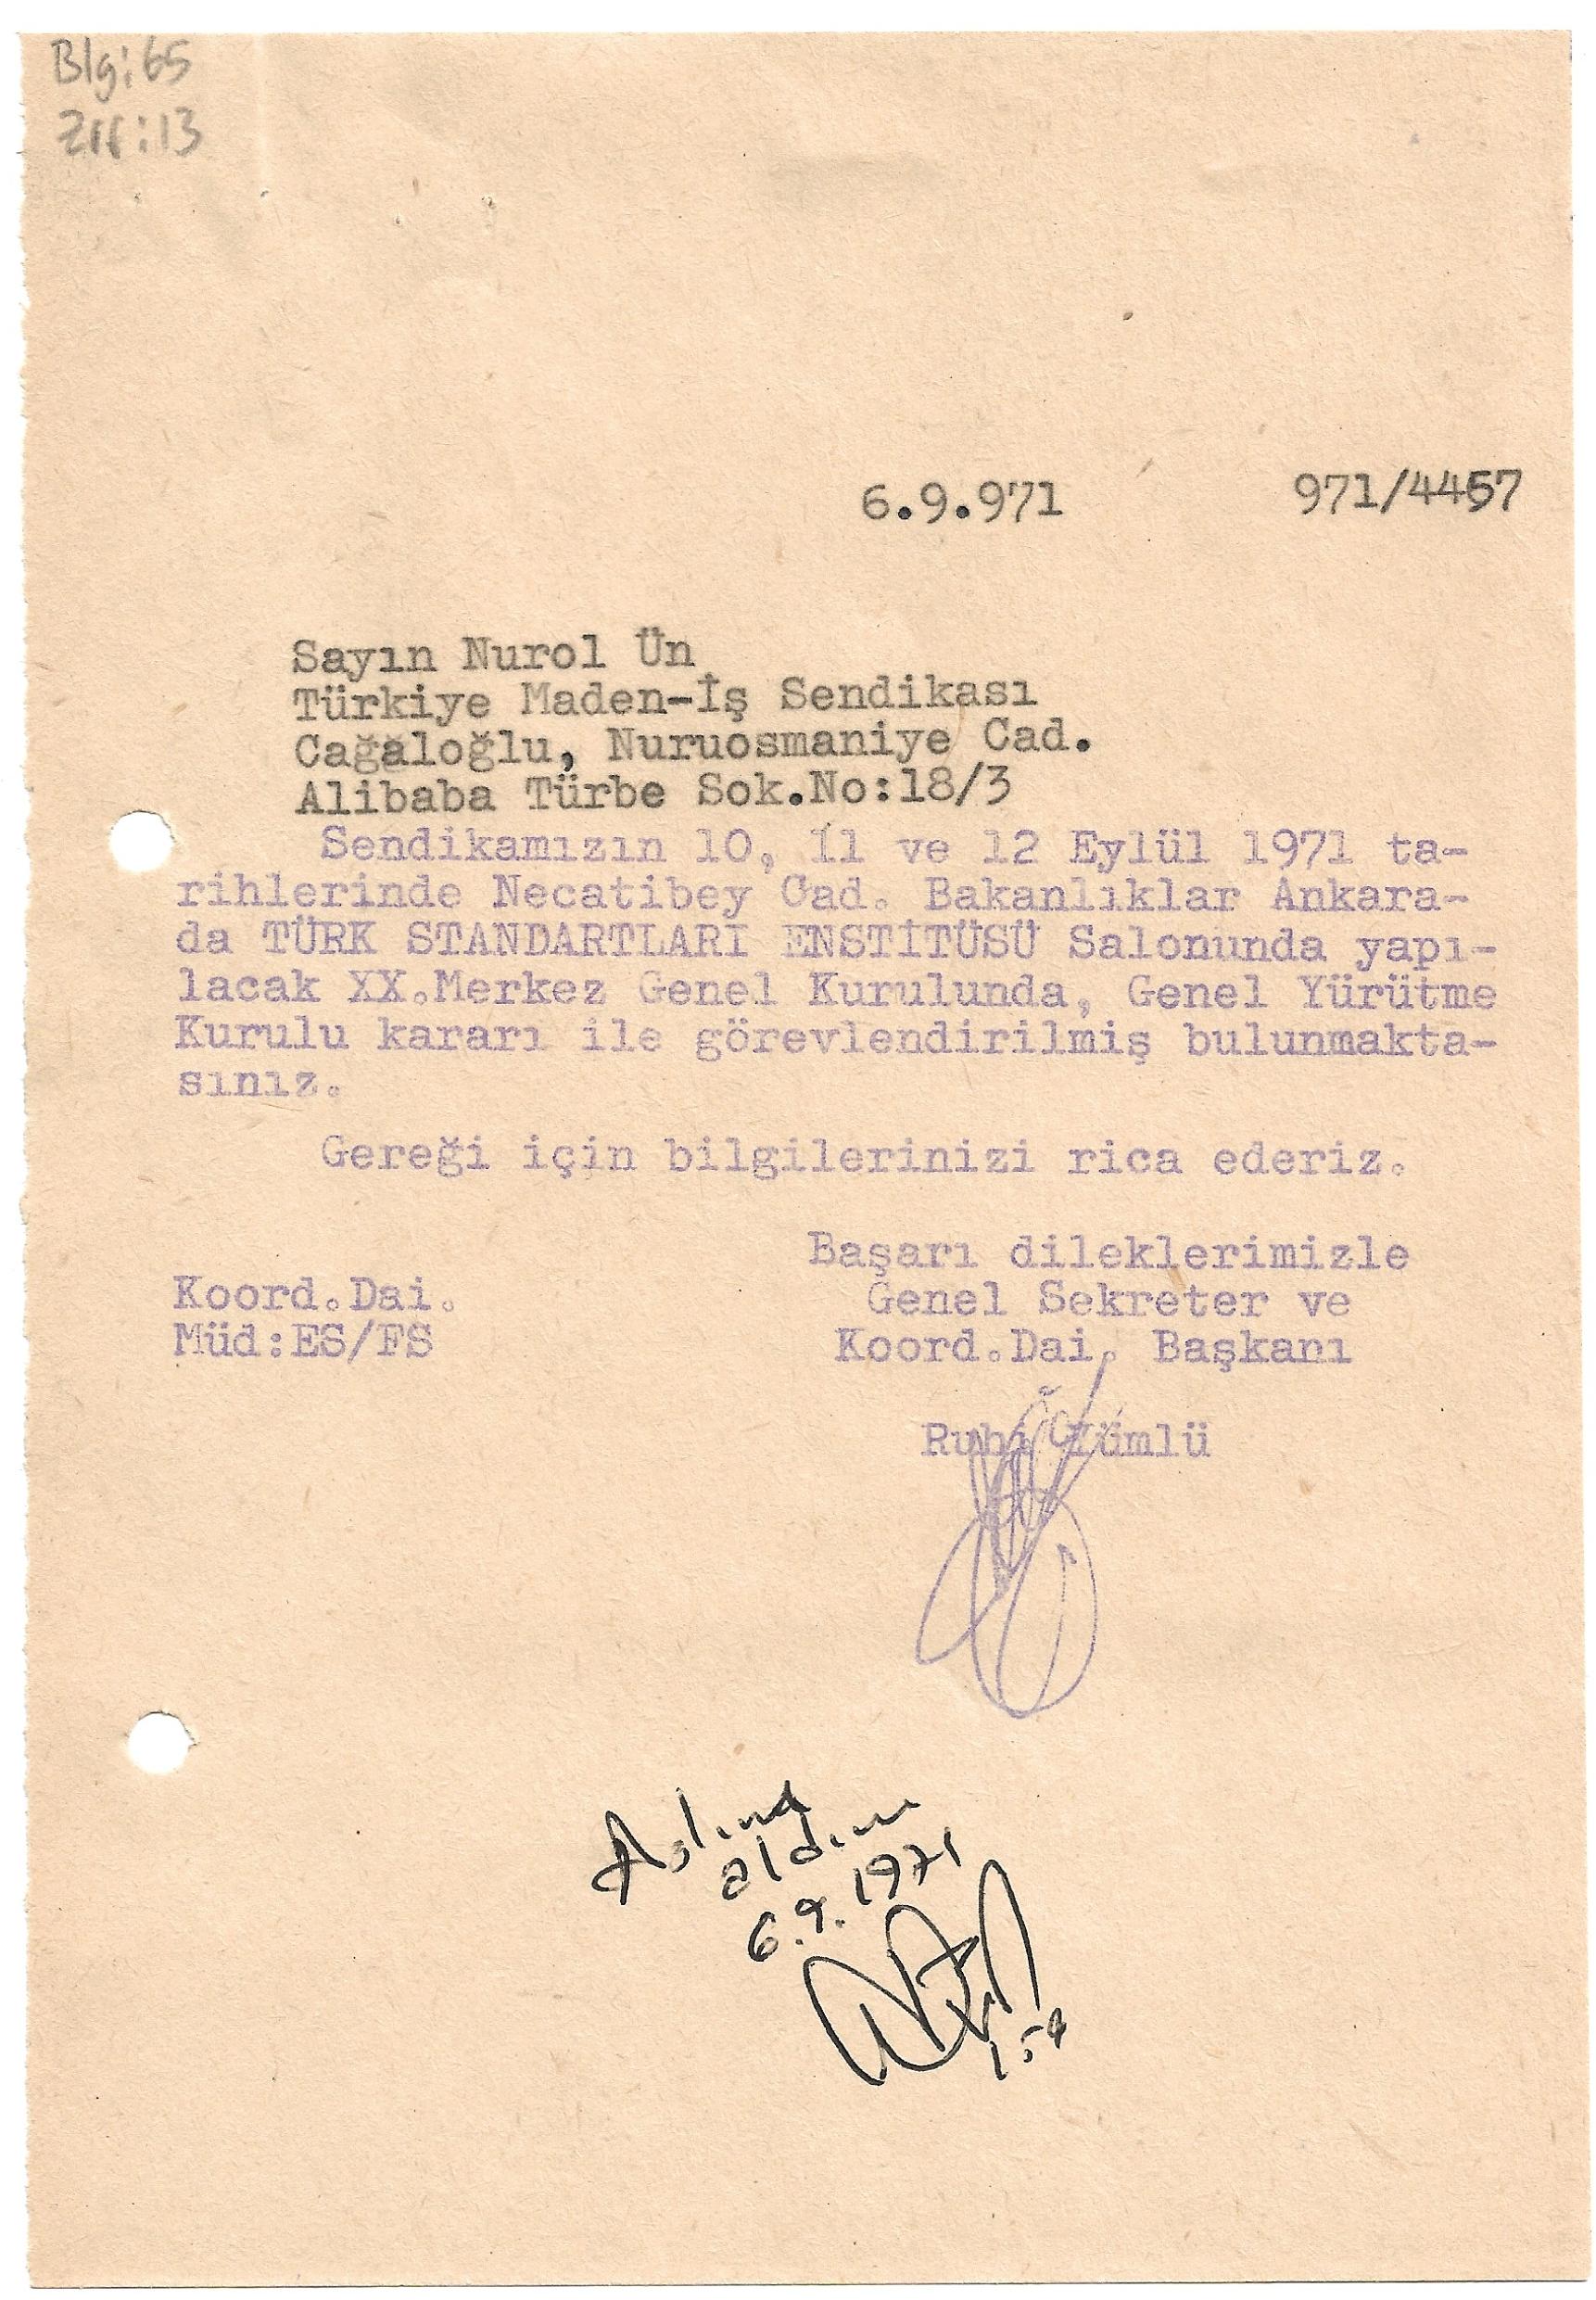 Blg:65
Zrf:13
6.9.971 971/4457
Sayın Nurol Ün
Türkiye Maden-İş Sendikası
Cağaloğlu, Nuruosmaniye Cad.
Alibaba Türbe Sok.No:18/3
Sendikamızın 10, 11 ve 12 Eylül 1971 ta-
rihlerinde Necatibey Cad. Bakanlıklar Ankara-
da TÜRK STANDARTLARI ENSTİTÜSÜ Salonunda yapı-
lacak XX.Merkez Genel Kurulunda, Genel Yürütme
Kurulu kararı ile görevlendirilmiş bulunmakta-
sınız.
Gereği için bilgilerinizi rica ederiz.
Başarı dileklerimizle
Genel Sekreter ve
Koord.Dai. Başkanı
Koord.Dai.
Müd:ES/FS
Ruhi
aldım
6.9.1971